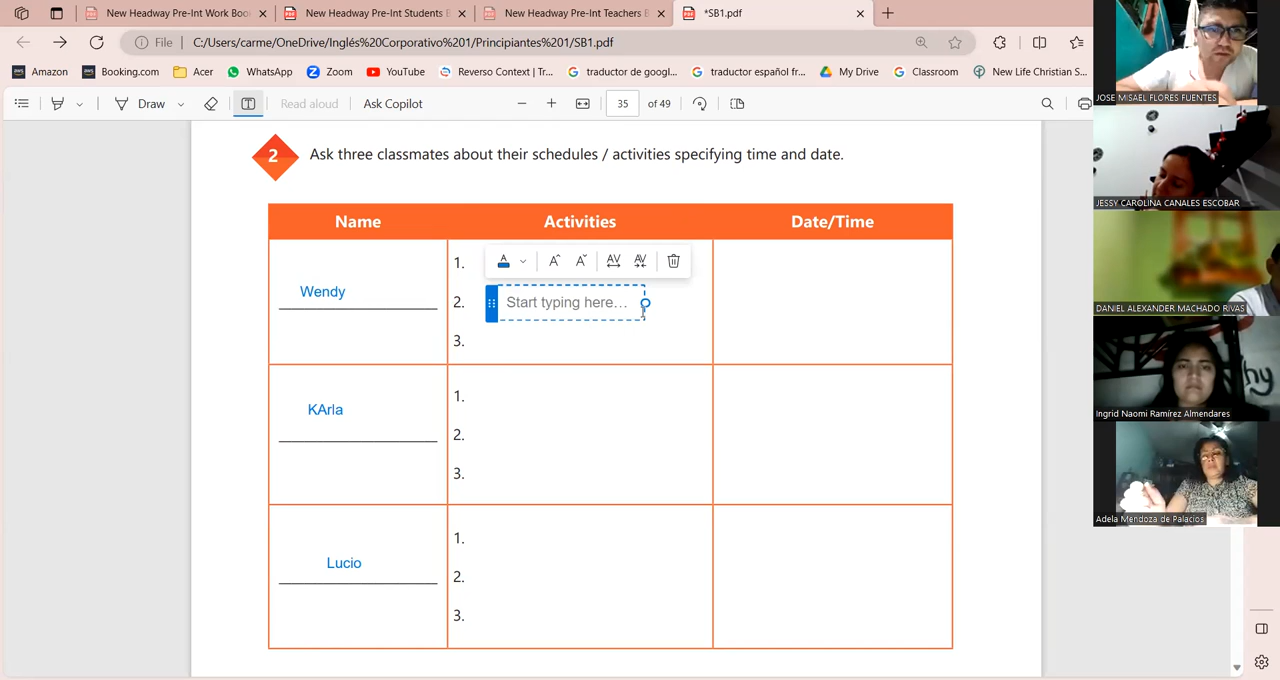 New Headway Pre-Int Work Boo
New Headway Pre-Int Students B
New Headway Pre-Int Teachers B
*SB1.pdf
File
C:/Users/carme/OneDrive/Inglés%20Corporativo%201/Principiantes%201/SB1.pdf
Amazon
Booking.com
Acer
WhatsApp
Zoom
YouTube
Reverso Context | Tr...
traductor de googl...
traductor español fr...
My Drive
Classroom
New Life Christian S...
Draw
Read aloud
Ask Copilot
35
of 49
2
Ask three classmates about their schedules / activities specifying time and date.
Name
Activities
Date/Time
Wendy
1.
2.
Start typing here...
3.
KArla
1.
2.
3.
Lucio
1.
2.
3.
JOSE MISAEL FLORES FUENTES
JESSY CAROLINA CANALES ESCOBAR
DANIEL ALEXANDER MACHADO RIVAS
hy
Ingrid Naomi Ramírez Almendares
Adela Mendoza de Palacios